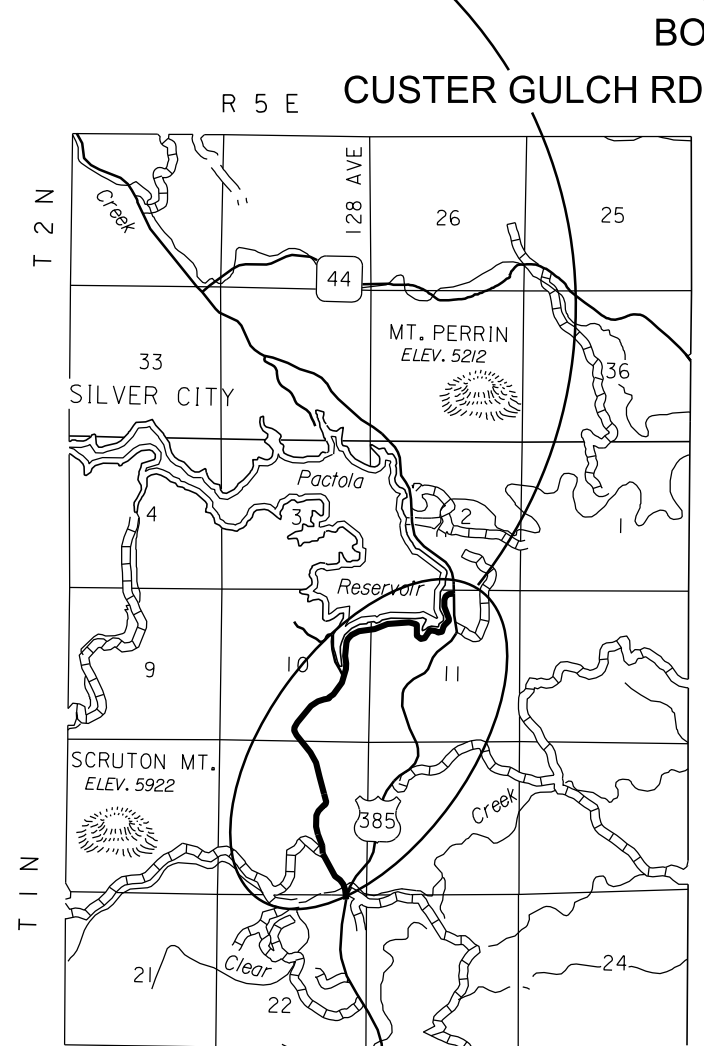 BO
CUSTER GULCH RD
R 5 E
T 2 N
Creek
128 AVE
26
25
44
MT. PERRIN
ELEV. 5212
33
36
SILVER CITY
Pactola
4
3
2
1
Reservoir
9
10
11
SCRUTON MT.
ELEV. 5922
385
Creek
T 1 N
21
Clear
22
24